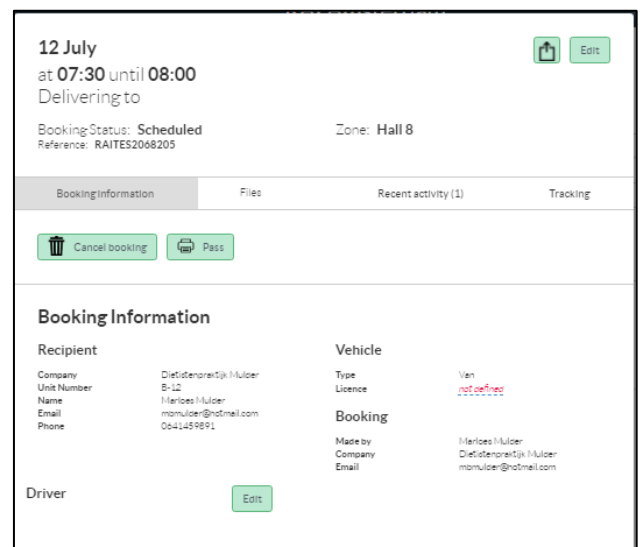 12 July
Edit
at 07:30 until 08:00
Delivering to
Booking Status: Scheduled
Zone: Hall 8
Reference: RAITES2068205
Booking information
Files
Recent activity (1)
Tracking
Cancel booking
Pass
Booking Information
Recipient
Company Dietistenpraktijk Mulder
Unit Number B-12
Name Marloes Mulder
Email mbmulder@hotmail.com
Phone 0641459891
Vehicle
Type Van
Licence not defined
Booking
Made by Marloes Mulder
Company Dietistenpraktijk Mulder
Email mbmulder@hotmail.com
Driver
Edit